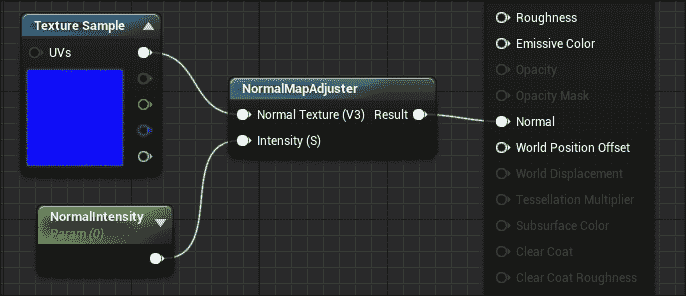 Texture Sample
UVs
NormalIntensity
Param (0)
NormalMapAdjuster
Normal Texture (V3) Result
Intensity (S)
Roughness
Emissive Color
Opacity
Opacity Mask
Normal
World Position Offset
World Displacement
Tessellation Multiplier
Subsurface Color
Clear Coat
Clear Coat Roughness